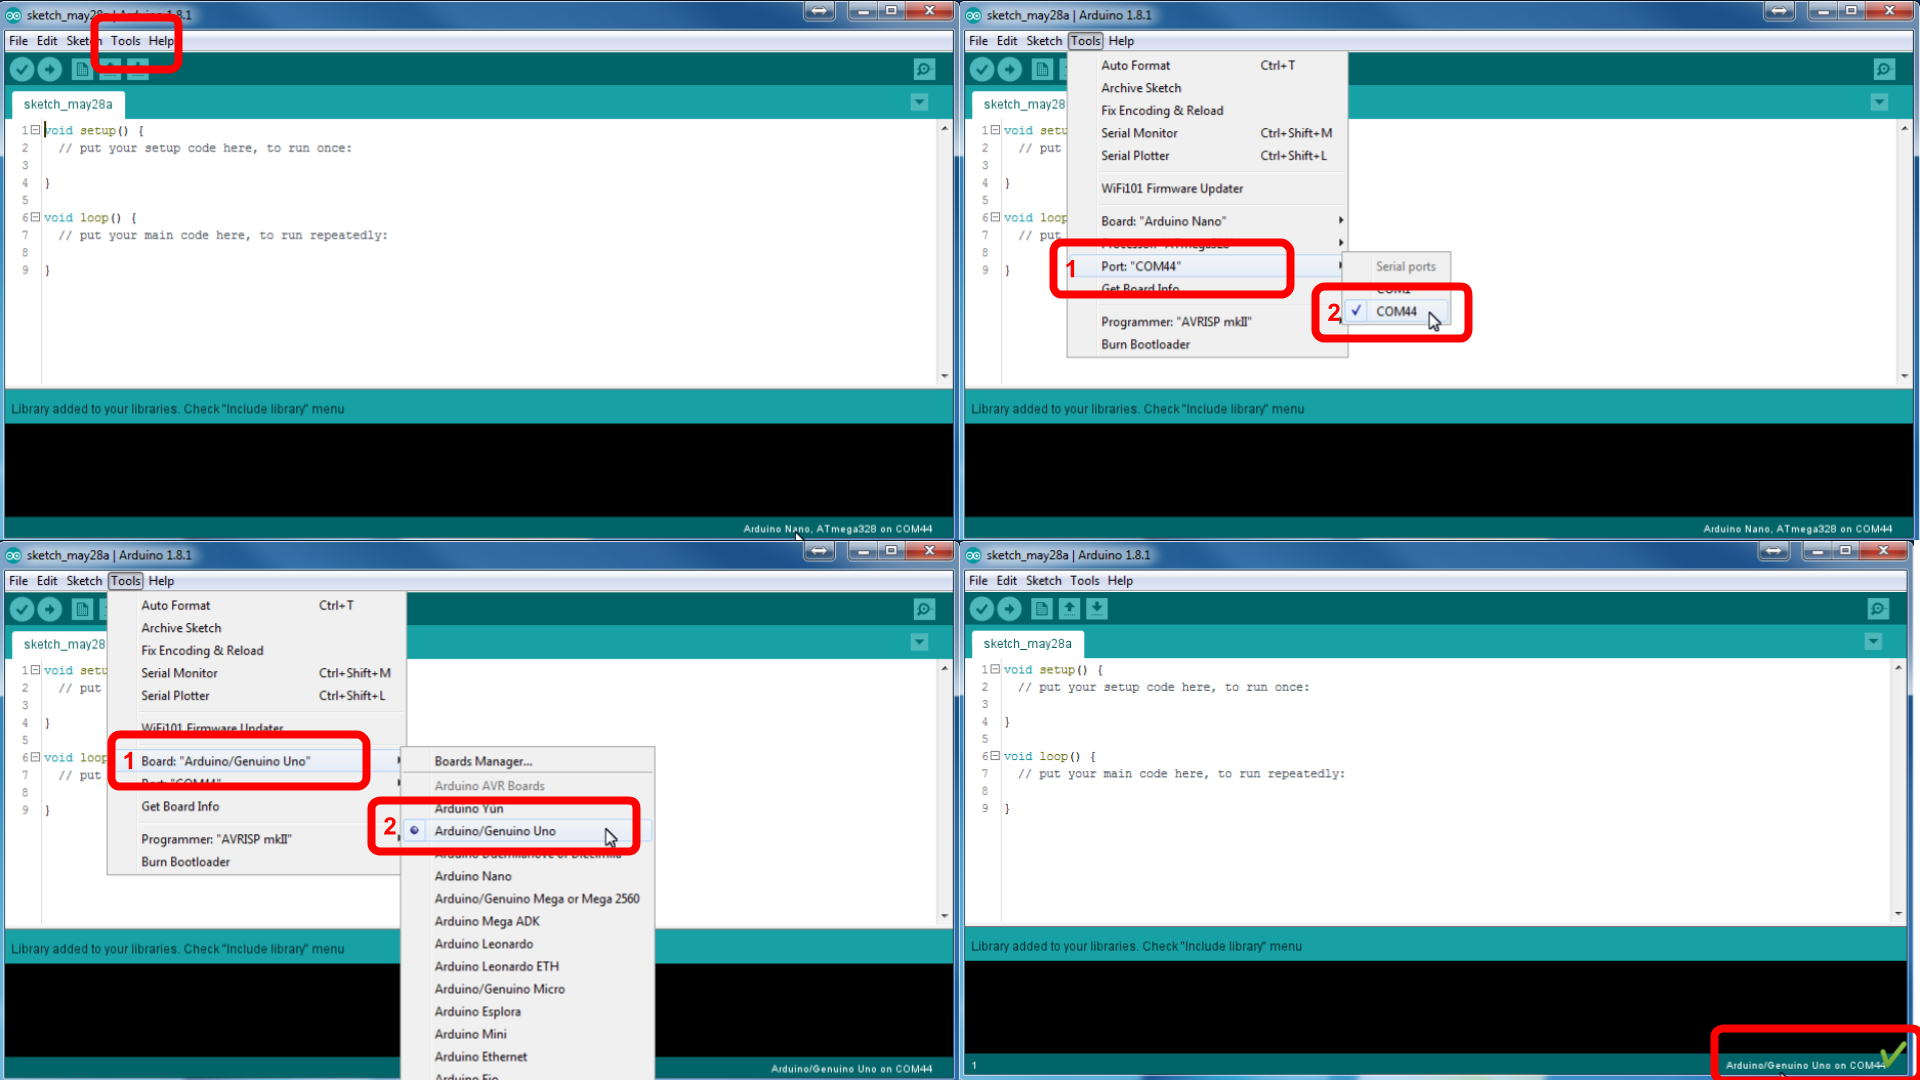 sketch_may28a | Arduino 1.8.1
File Edit Sketch Tools Help
sketch_may28a
1 void setup() {
2 // put your setup code here, to run once:
3
4 }
5
6 void loop() {
7 // put your main code here, to run repeatedly:
8
9 }
Library added to your libraries. Check "Include library" menu
Arduino Nano, ATmega328 on COM44
sketch_may28a | Arduino 1.8.1
File Edit Sketch Tools Help
sketch_may28
Auto Format Ctrl+T
Archive Sketch
Fix Encoding & Reload
Serial Monitor Ctrl+Shift+M
Serial Plotter Ctrl+Shift+L
WiFi101 Firmware Updater
Board: "Arduino Nano"
Processor: "ATmega328"
1 Port: "COM44"
Get Board Info
Programmer: "AVRISP mkII"
Burn Bootloader
Serial ports
COM1
2 COM44
1 void setu
2 // put
3
4 }
5
6 void loop
7 // put
8
9 }
Library added to your libraries. Check "Include library" menu
Arduino Nano, ATmega328 on COM44
sketch_may28a | Arduino 1.8.1
File Edit Sketch Tools Help
sketch_may28
Auto Format Ctrl+T
Archive Sketch
Fix Encoding & Reload
Serial Monitor Ctrl+Shift+M
Serial Plotter Ctrl+Shift+L
WiFi101 Firmware Updater
1 Board: "Arduino/Genuino Uno"
Port: "COM44"
Get Board Info
Programmer: "AVRISP mkII"
Burn Bootloader
Boards Manager...
Arduino AVR Boards
Arduino Yún
2 Arduino/Genuino Uno
Arduino Duemilanove or Diecimila
Arduino Nano
Arduino/Genuino Mega or Mega 2560
Arduino Mega ADK
Arduino Leonardo
Arduino Leonardo ETH
Arduino/Genuino Micro
Arduino Esplora
Arduino Mini
Arduino Ethernet
Arduino Fio
1 void setu
2 // put
3
4 }
5
6 void loop
7 // put
8
9 }
Library added to your libraries. Check "Include library" menu
Arduino/Genuino Uno on COM44
sketch_may28a | Arduino 1.8.1
File Edit Sketch Tools Help
sketch_may28a
1 void setup() {
2 // put your setup code here, to run once:
3
4 }
5
6 void loop() {
7 // put your main code here, to run repeatedly:
8
9 }
Library added to your libraries. Check "Include library" menu
1
Arduino/Genuino Uno on COM44